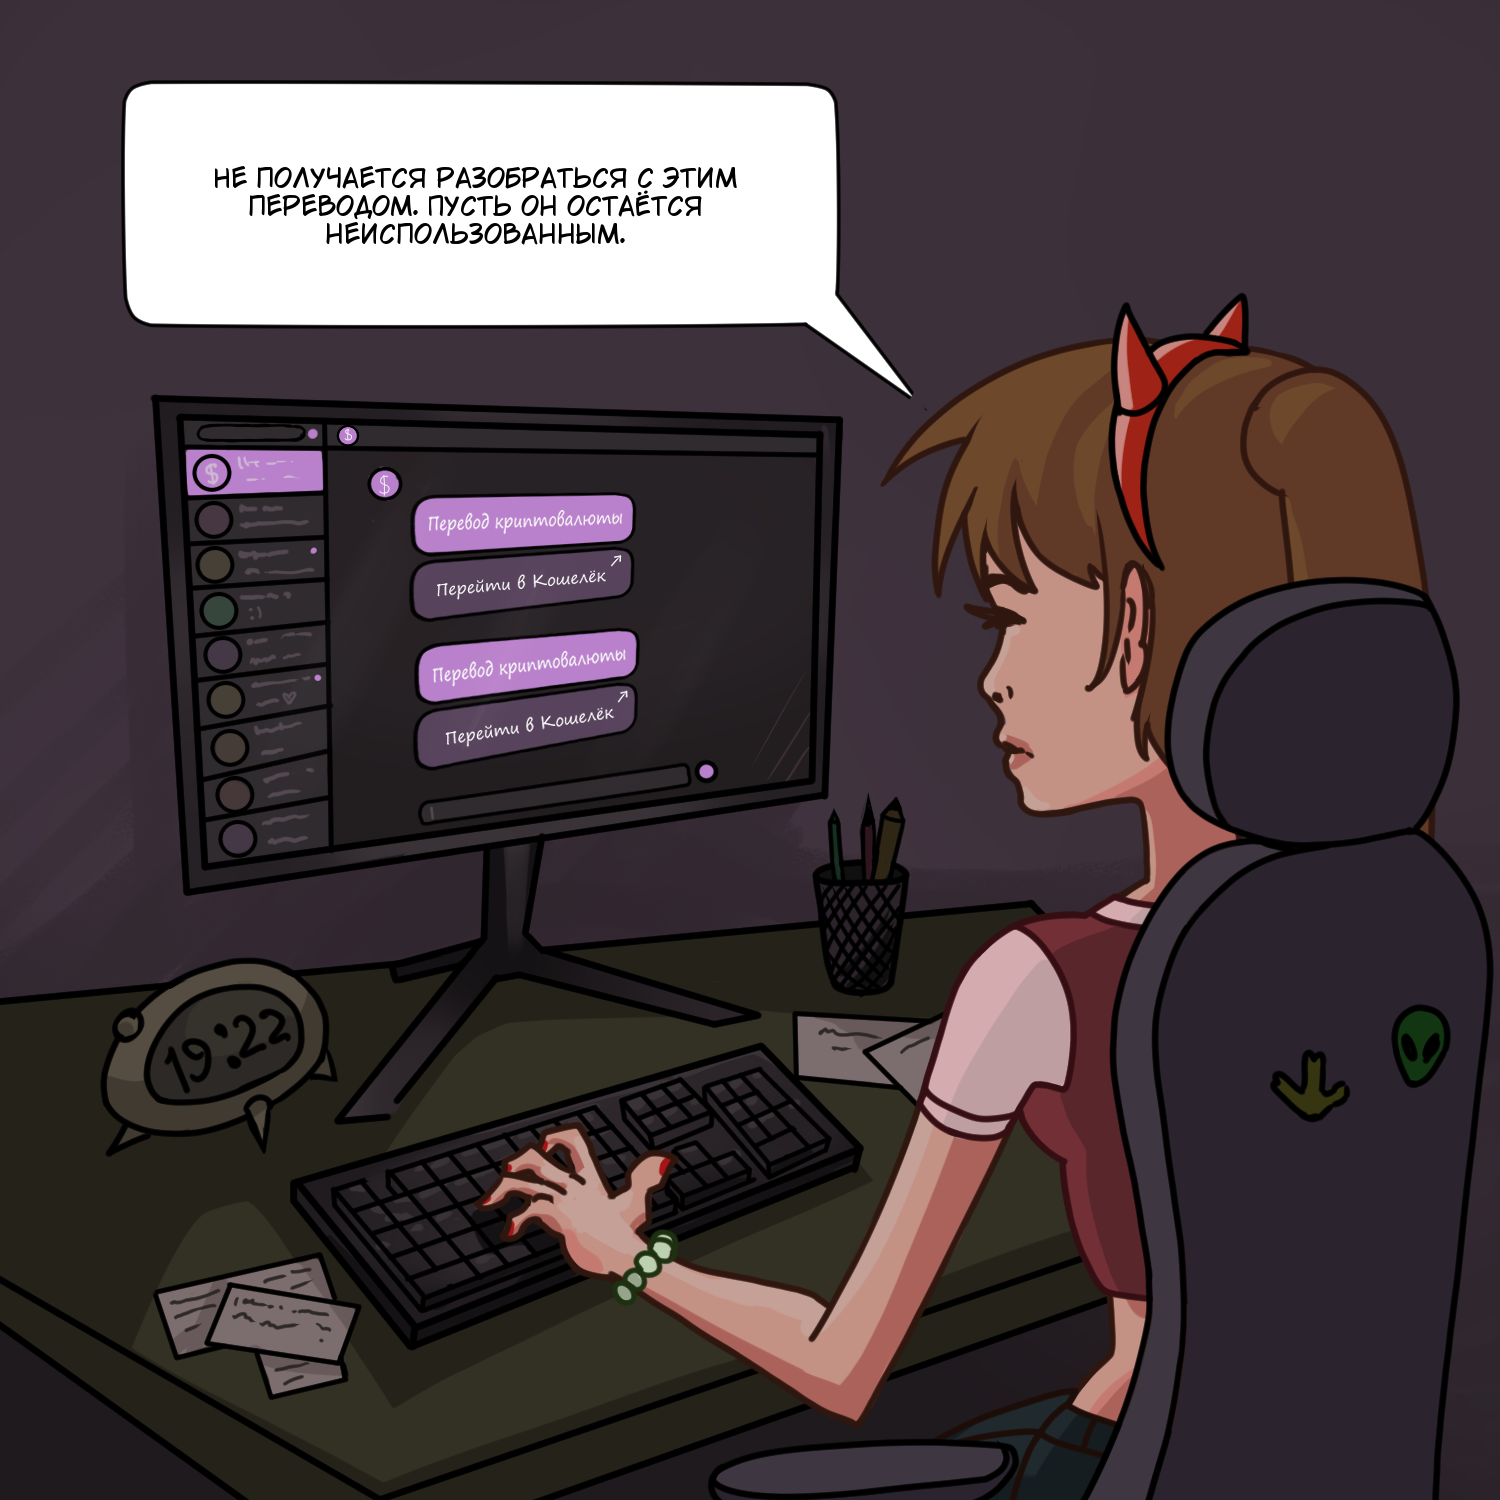 НЕ ПОЛУЧАЕТСЯ РАЗОБРАТЬСЯ С ЭТИМ
ПЕРЕВОДОМ. ПУСТЬ ОН ОСТАЁТСЯ
НЕИСПОЛЬЗОВАННЫМ.
$
$
$
:)
Перевод криптовалюты
Перейти в Кошелёк
Перевод криптовалюты
Перейти в Кошелёк
19:22